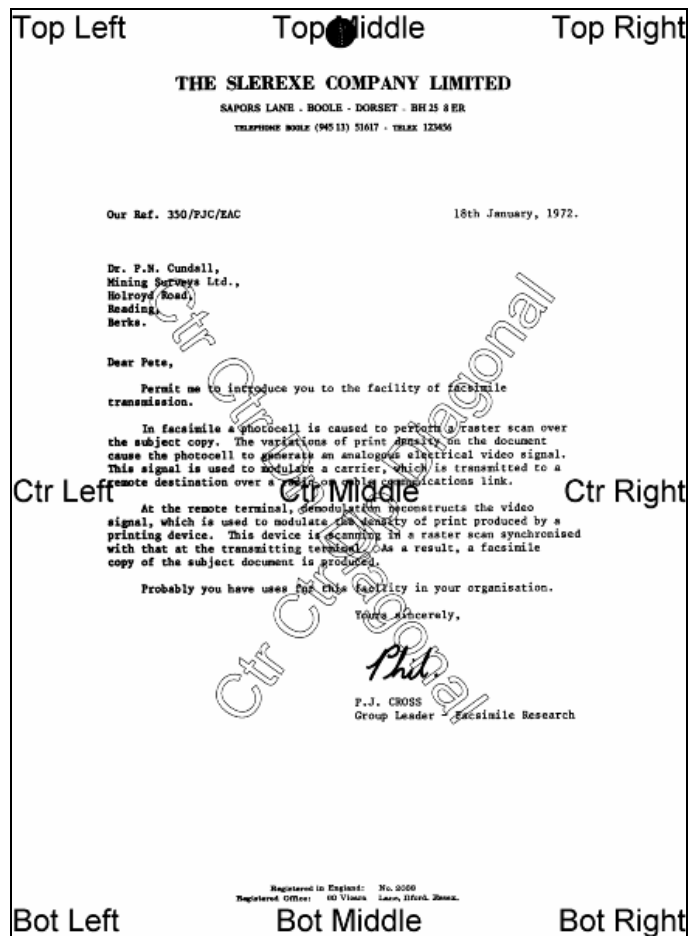 Top Left Top Middle Top Right
THE SLEREXE COMPANY LIMITED
SAPORS LANE . BOOLE - DORSET . BH 25 8 ER
TELEPHONE BOOLE (945 13) 51617 - TELEX 123456
Our Ref. 350/PJC/EAC 18th January, 1972.
Dr. P.N. Cundall,
Mining Surveys Ltd.,
Holroyd Road,
Reading,
Berks.
Dear Pete,
Permit me to introduce you to the facility of facsimile
transmission.
In facsimile a photocell is caused to perform a raster scan over
the subject copy. The variations of print density on the document
cause the photocell to generate an analogous electrical video signal.
This signal is used to modulate a carrier, which is transmitted to a
remote destination over a radio or cable communications link.
Ctr Left Ctr Middle Ctr Right
At the remote terminal, demodulation reconstructs the video
signal, which is used to modulate the density of print produced by a
printing device. This device is scanning in a raster scan synchronised
with that at the transmitting terminal. As a result, a facsimile
copy of the subject document is produced.
Probably you have uses for this facility in your organisation.
Yours sincerely,
Phil.
P.J. CROSS
Group Leader - Facsimile Research
Ctr Ctr Diagonal
Ctr Ctr Diagonal
Registered in England: No. 2038
Registered Office: 60 Vicara Lane, Ilford. Essex.
Bot Left Bot Middle Bot Right